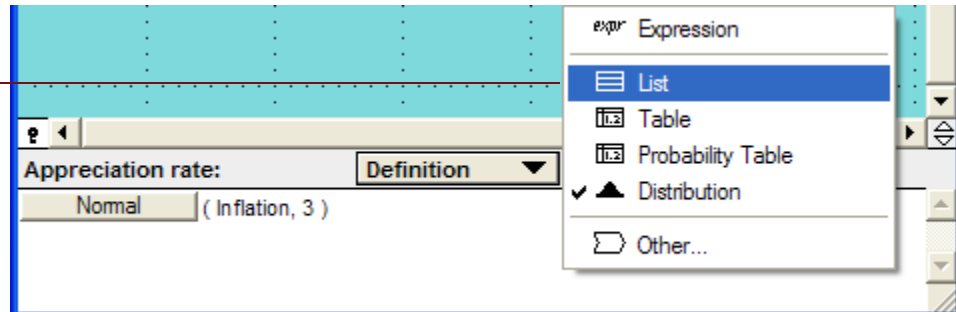 expr Expression
List
Table
Probability Table
Distribution
Other...
Appreciation rate:
Definition
Normal ( Inflation, 3 )